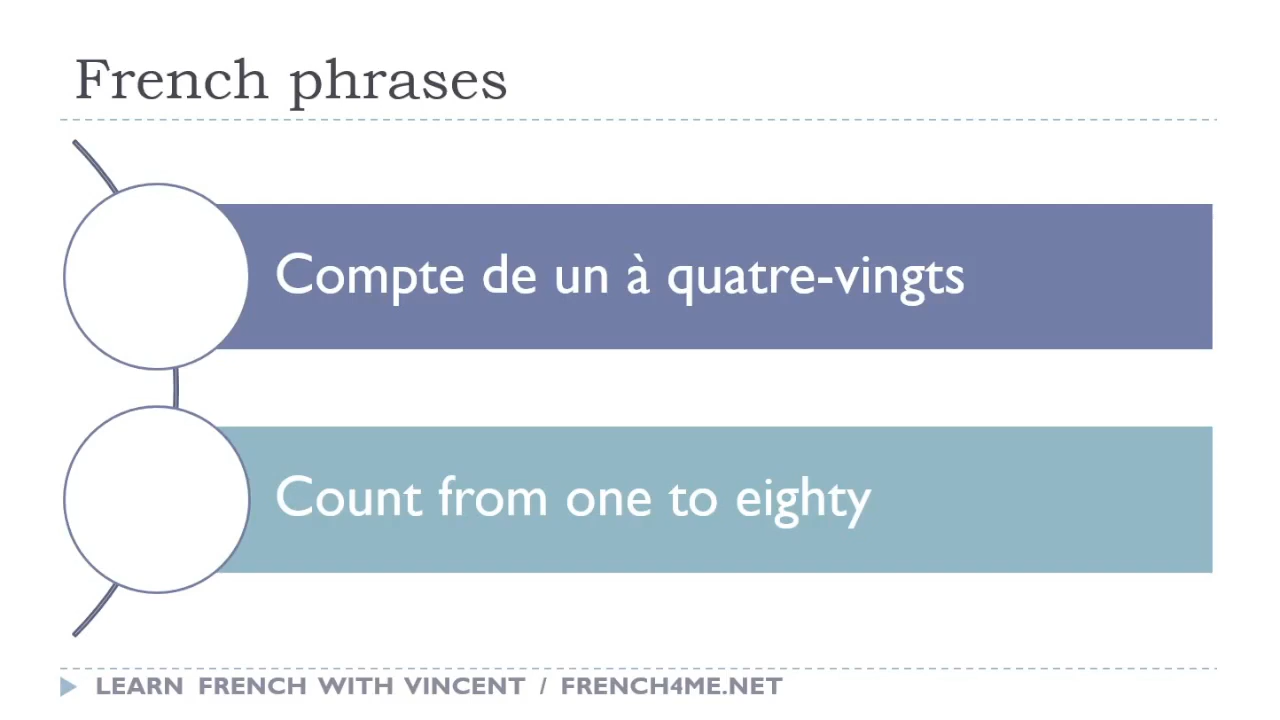 French phrases
Compte de un à quatre-vingts
Count from one to eighty
LEARN FRENCH WITH VINCENT / FRENCH4ME.NET